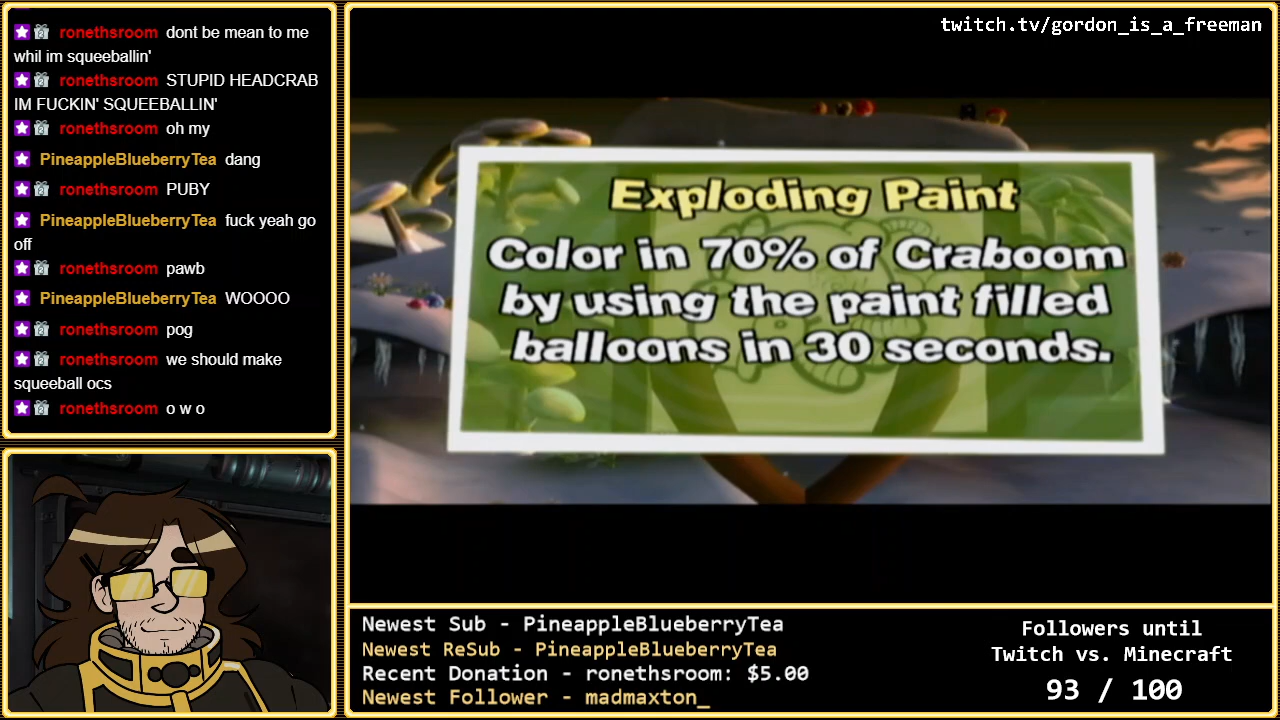 ronethsroom dont be mean to me
whil im squeeballin'
ronethsroom STUPID HEADCRAB
IM FUCKIN' SQUEEBALLIN'
ronethsroom oh my
PineappleBlueberryTea dang
ronethsroom PUBY
PineappleBlueberryTea fuck yeah go
off
ronethsroom pawb
PineappleBlueberryTea WOOOO
ronethsroom pog
ronethsroom we should make
squeeball ocs
ronethsroom o w o
twitch.tv/gordon_is_a_freeman
Exploding Paint
Color in 70% of Craboom
by using the paint filled
balloons in 30 seconds.
Newest Sub - PineappleBlueberryTea
Newest ReSub - PineappleBlueberryTea
Recent Donation - ronethsroom: $5.00
Newest Follower - madmaxton_
Followers until
Twitch vs. Minecraft
93 / 100